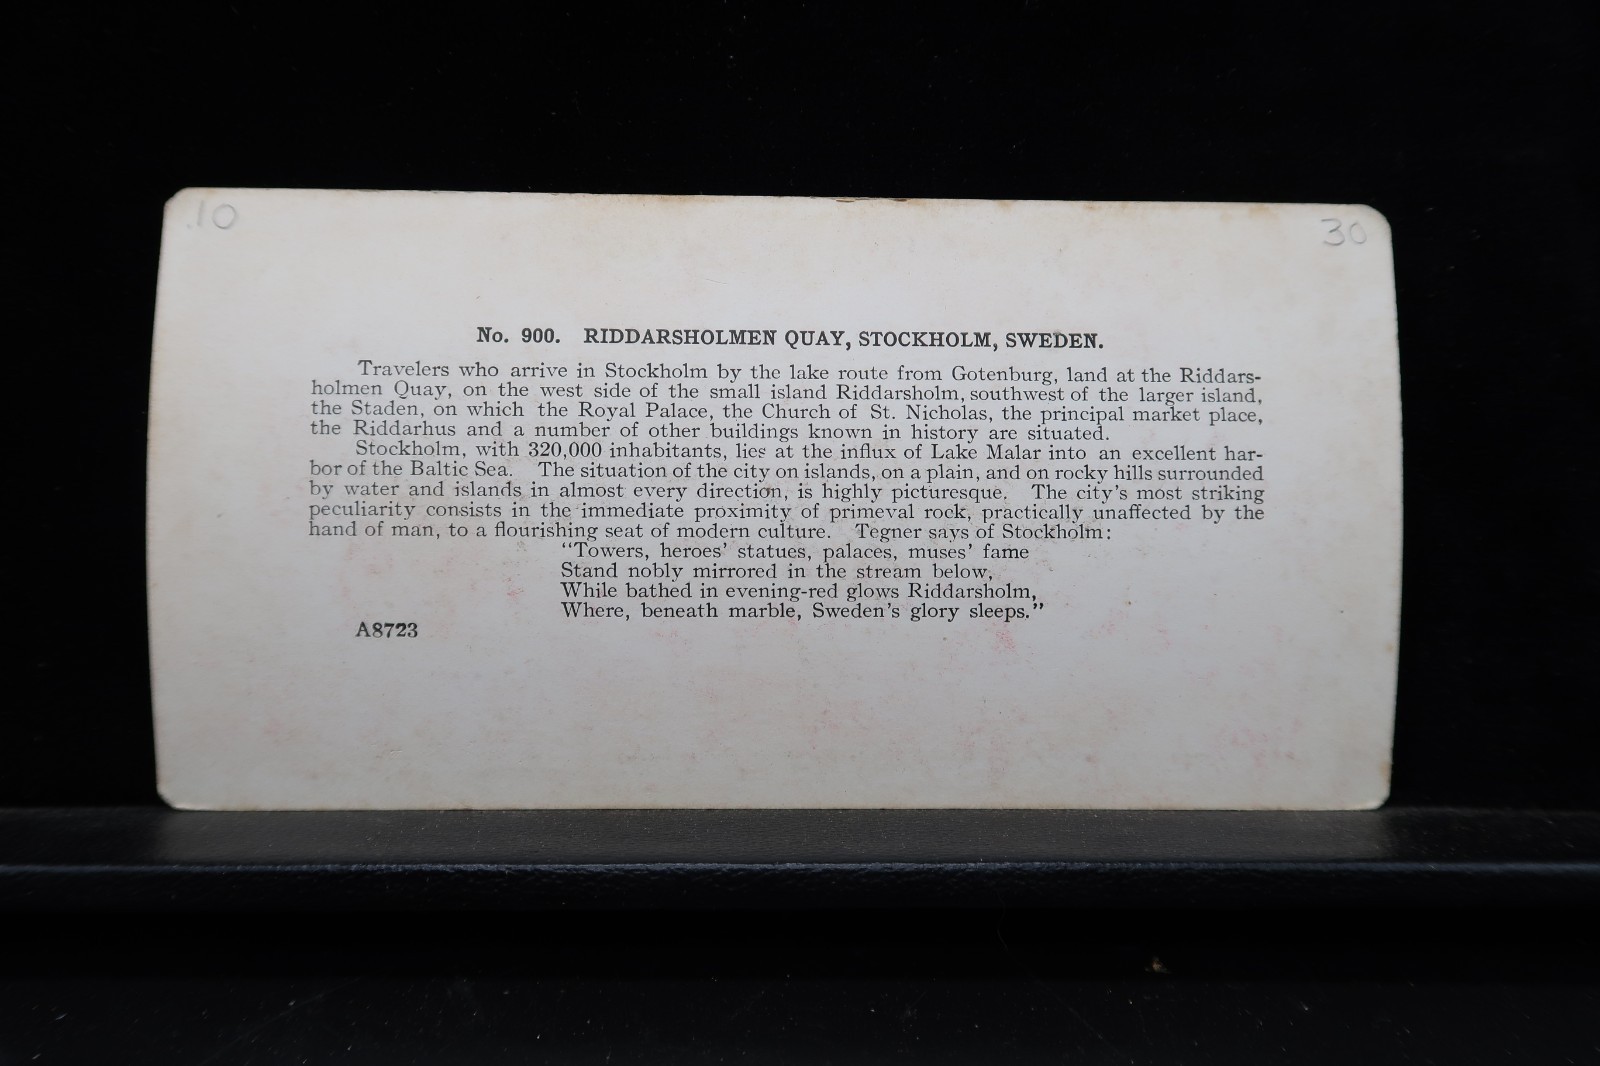 .10
30
No. 900. RIDDARSHOLMEN QUAY, STOCKHOLM, SWEDEN.
Travelers who arrive in Stockholm by the lake route from Gotenburg, land at the Riddars-
holmen Quay, on the west side of the small island Riddarsholm, southwest of the larger island,
the Staden, on which the Royal Palace, the Church of St. Nicholas, the principal market place,
the Riddarhus and a number of other buildings known in history are situated.
Stockholm, with 320,000 inhabitants, lies at the influx of Lake Malar into an excellent har-
bor of the Baltic Sea. The situation of the city on islands, on a plain, and on rocky hills surrounded
by water and islands in almost every direction, is highly picturesque. The city's most striking
peculiarity consists in the immediate proximity of primeval rock, practically unaffected by the
hand of man, to a flourishing seat of modern culture. Tegner says of Stockholm:
"Towers, heroes' statues, palaces, muses' fame
Stand nobly mirrored in the stream below,
While bathed in evening-red glows Riddarsholm,
Where, beneath marble, Sweden's glory sleeps."
A8723